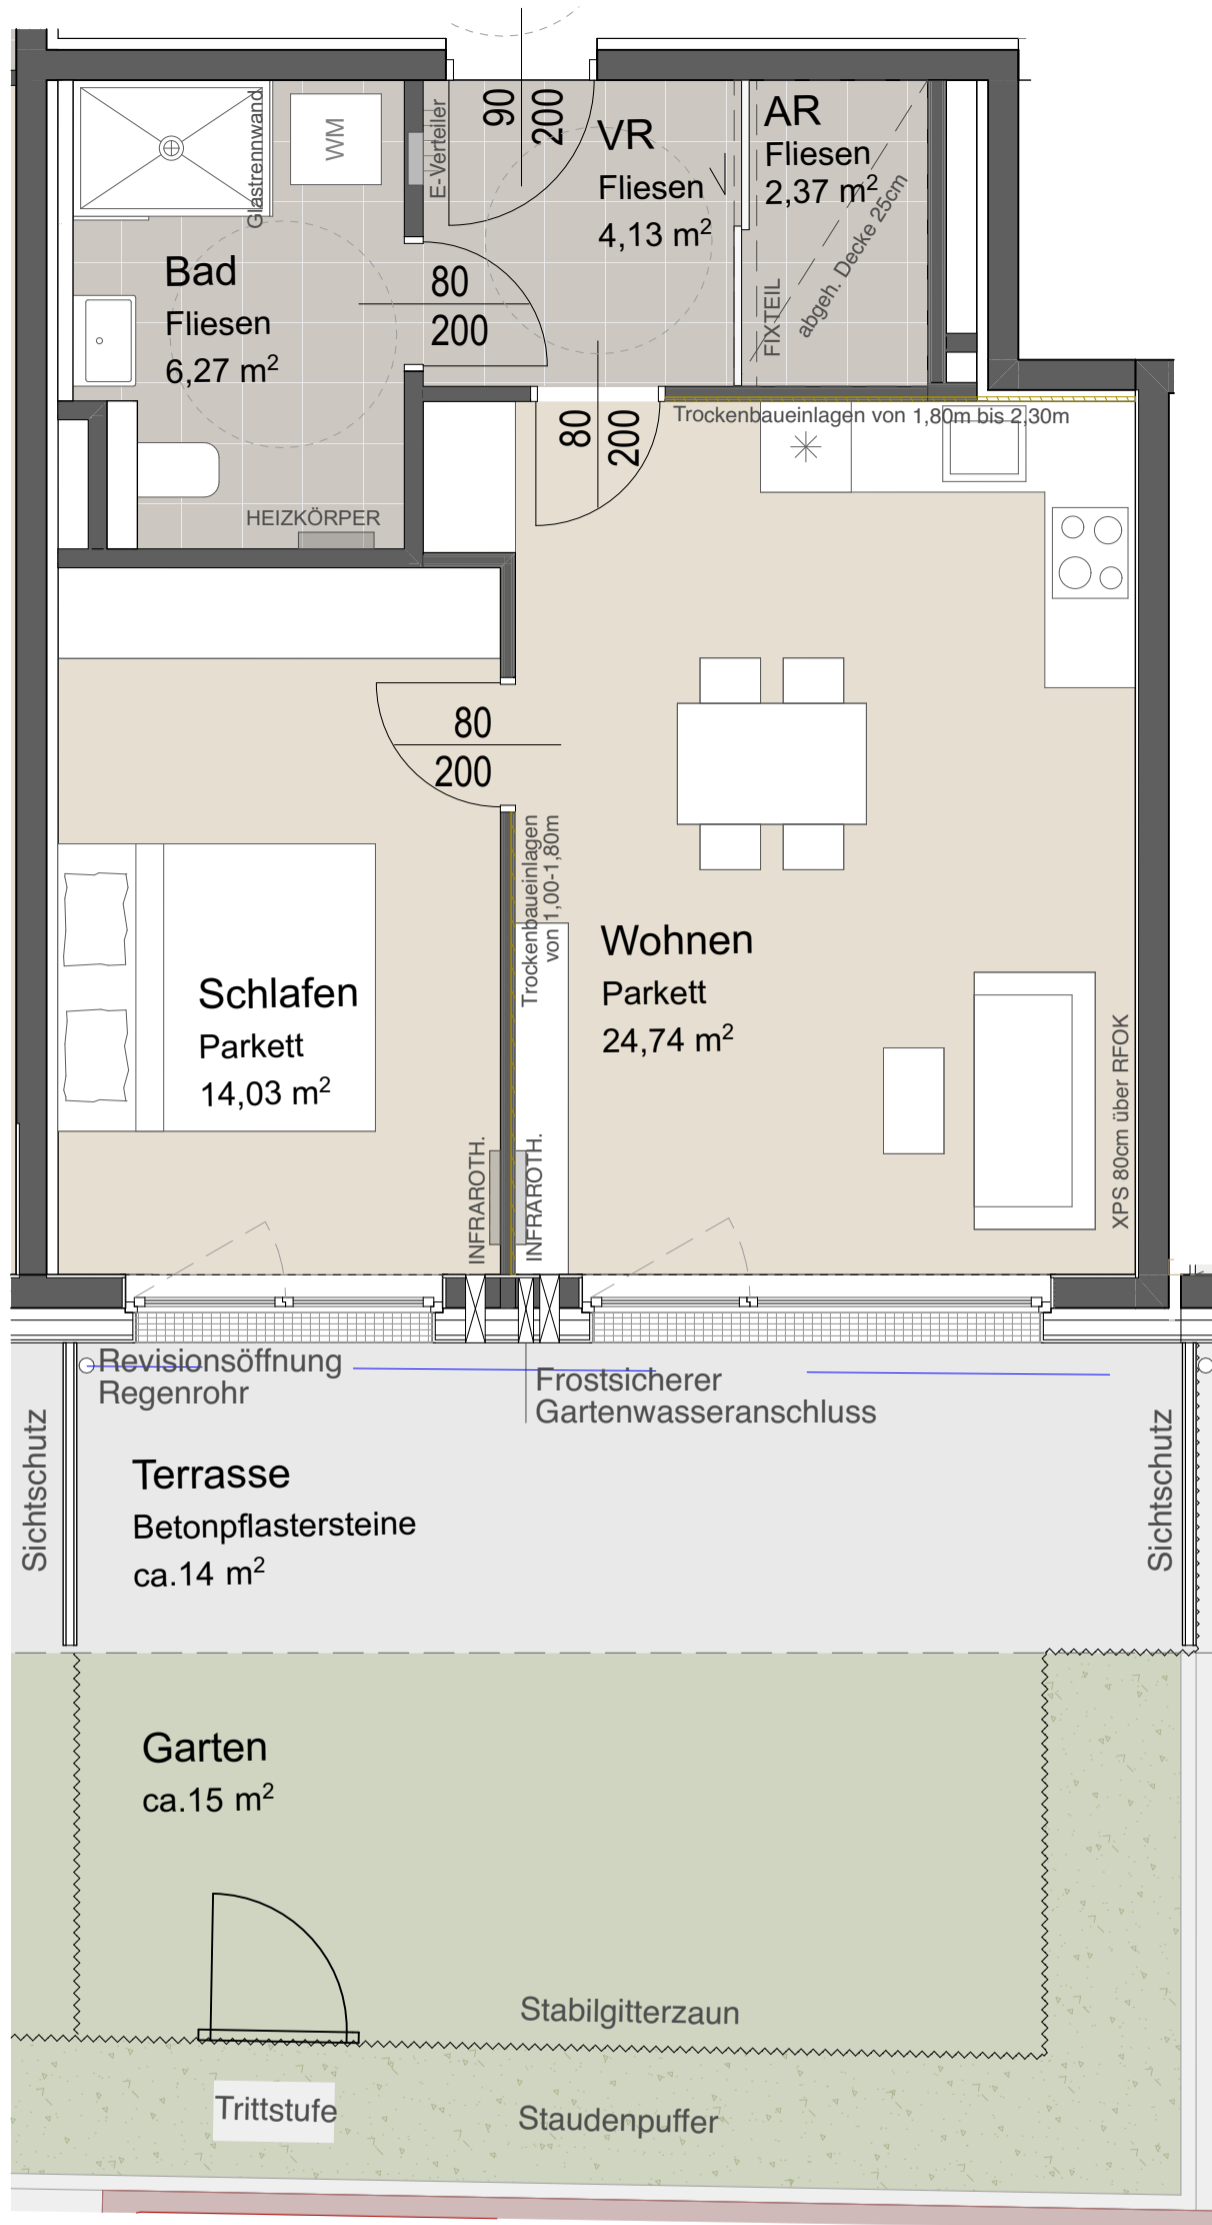 90
200
Glastrennwand
WM
E-Verteiler
VR
Fliesen
4,13 m²
AR
Fliesen
2,37 m²
abgeh. Decke 25cm
FIXTEIL
Bad
Fliesen
6,27 m²
80
200
80
200
Trockenbaueinlagen von 1,80m bis 2,30m
HEIZKÖRPER
80
200
Trockenbaueinlagen
von 1,00-1,80m
Wohnen
Parkett
24,74 m²
Schlafen
Parkett
14,03 m²
INFRAROTH.
INFRAROTH.
XPS 80cm über RFOK
Revisionsöffnung
Regenrohr
Frostsicherer
Gartenwasseranschluss
Sichtschutz
Sichtschutz
Terrasse
Betonpflastersteine
ca.14 m²
Garten
ca.15 m²
Stabilgitterzaun
Trittstufe
Staudenpuffer